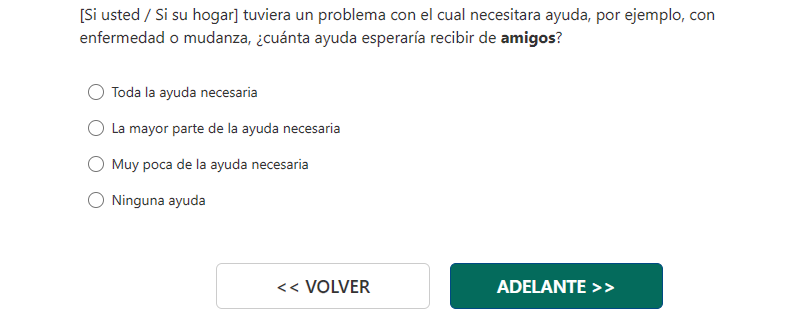 [Si usted / Si su hogar] tuviera un problema con el cual necesitara ayuda, por ejemplo, con
enfermedad o mudanza, ¿cuánta ayuda esperaría recibir de amigos?
Toda la ayuda necesaria
La mayor parte de la ayuda necesaria
Muy poca de la ayuda necesaria
Ninguna ayuda
<< VOLVER
ADELANTE >>